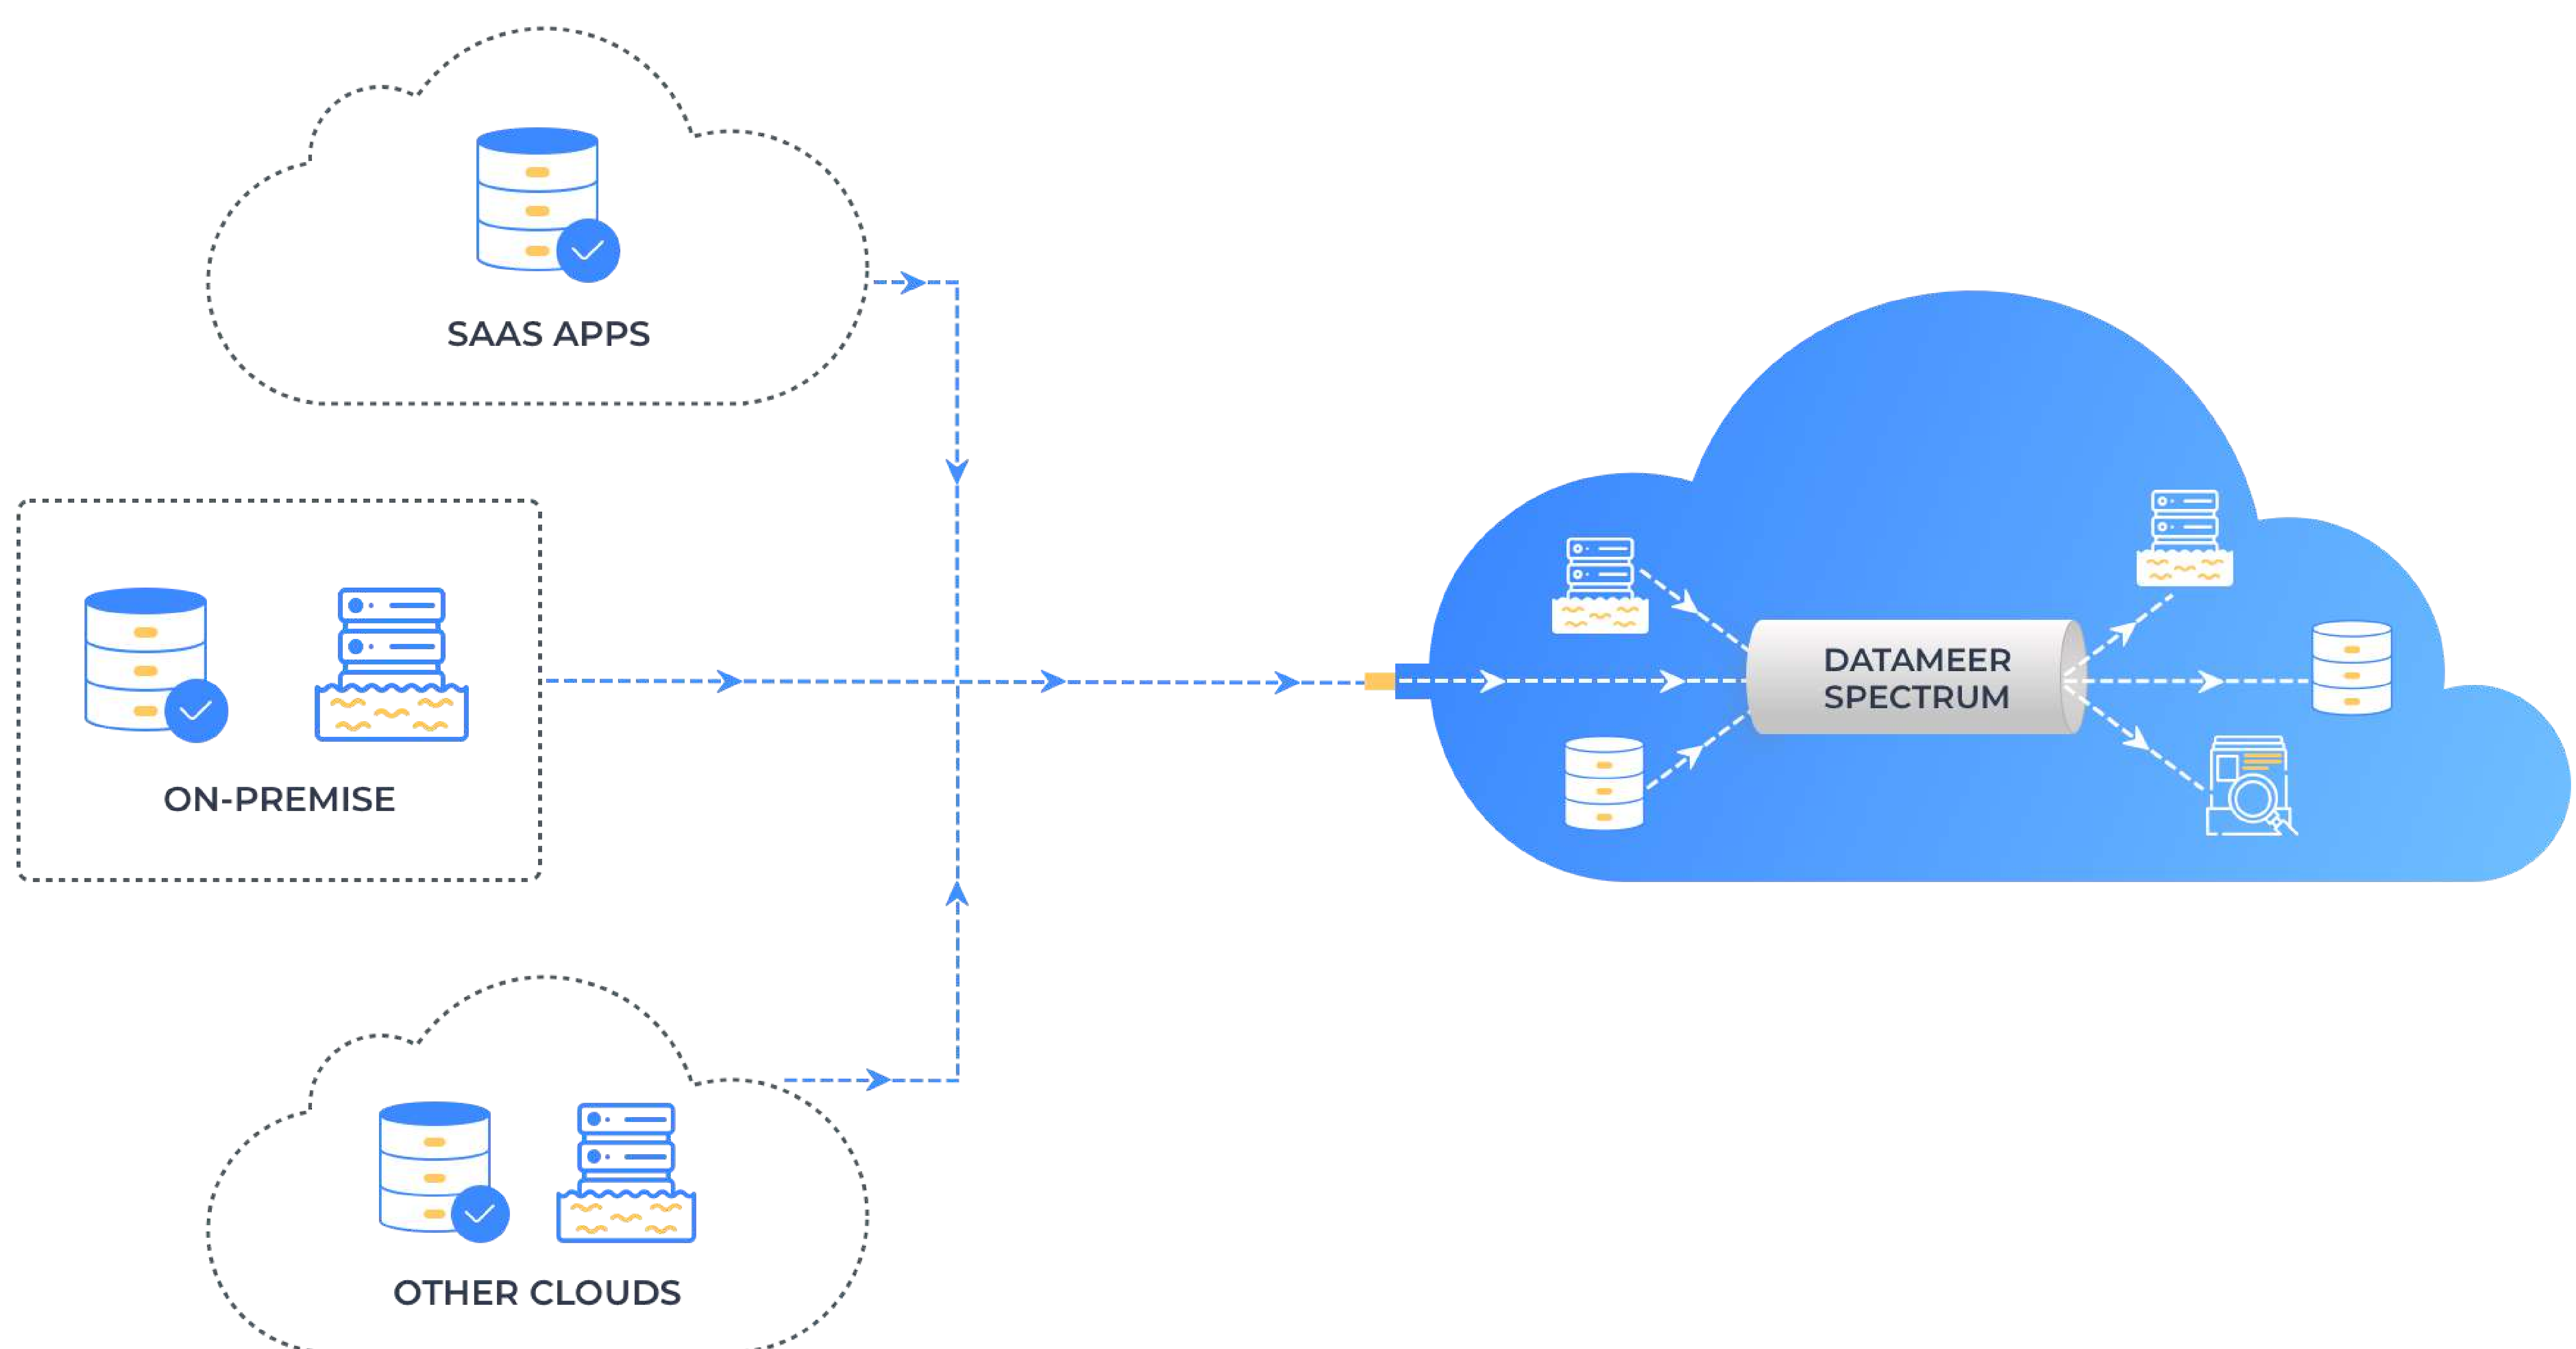 SAAS APPS
ON-PREMISE
DATAMEER
SPECTRUM
OTHER CLOUDS